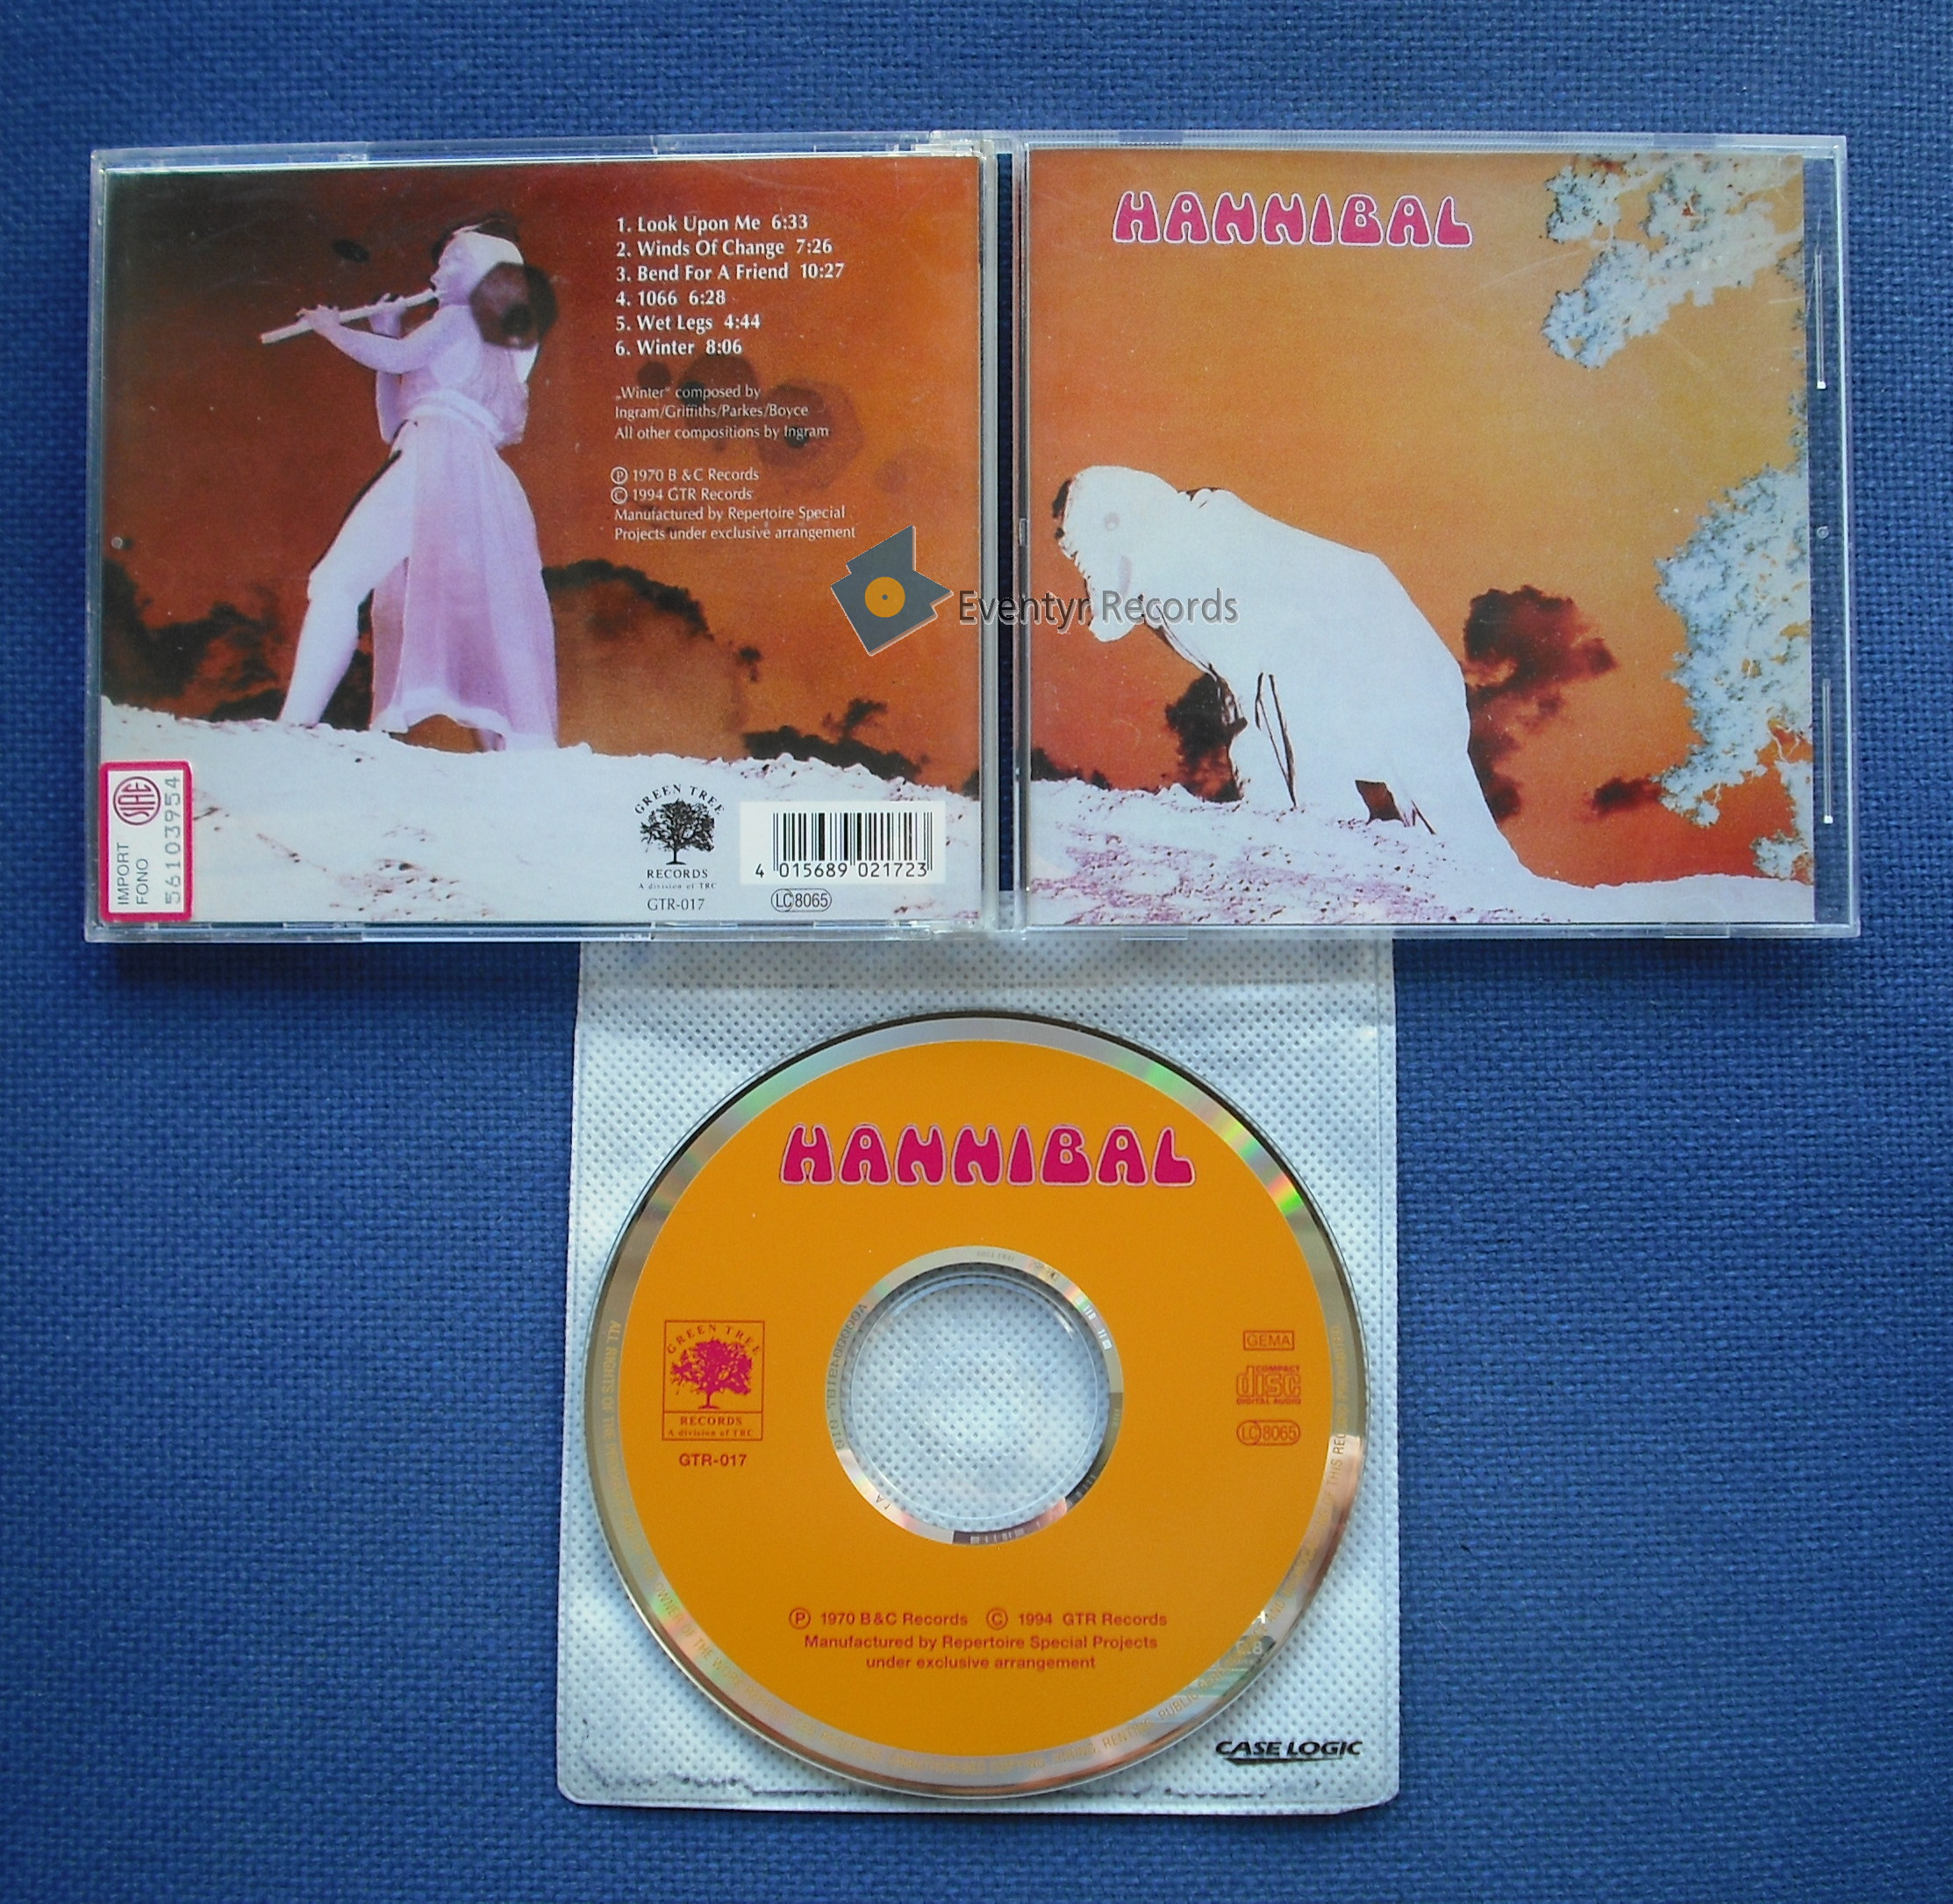 1. Look Upon Me 6:33
2. Winds Of Change 7:26
3. Bend For A Friend 10:27
4. 1066 6:28
5. Wet Legs 4:44
6. Winter 8:06
„Winter“ composed by
Ingram/Griffiths/Parkes/Boyce
All other compositions by Ingram
Ⓟ 1970 B & C Records
© 1994 GTR Records
Manufactured by Repertoire Special
Projects under exclusive arrangement
IMPORT
FONO
SIAE
56103954
GREEN TREE
RECORDS
A division of TRC
GTR-017
4 015689 021723
LC 8065
HANNIBAL
Eventyr Records
HANNIBAL
GREEN TREE
RECORDS
A division of TRC
GTR-017
GEMA
COMPACT
disc
DIGITAL AUDIO
LC 8065
Ⓟ 1970 B&C Records © 1994 GTR Records
Manufactured by Repertoire Special Projects
under exclusive arrangement
CASE LOGIC